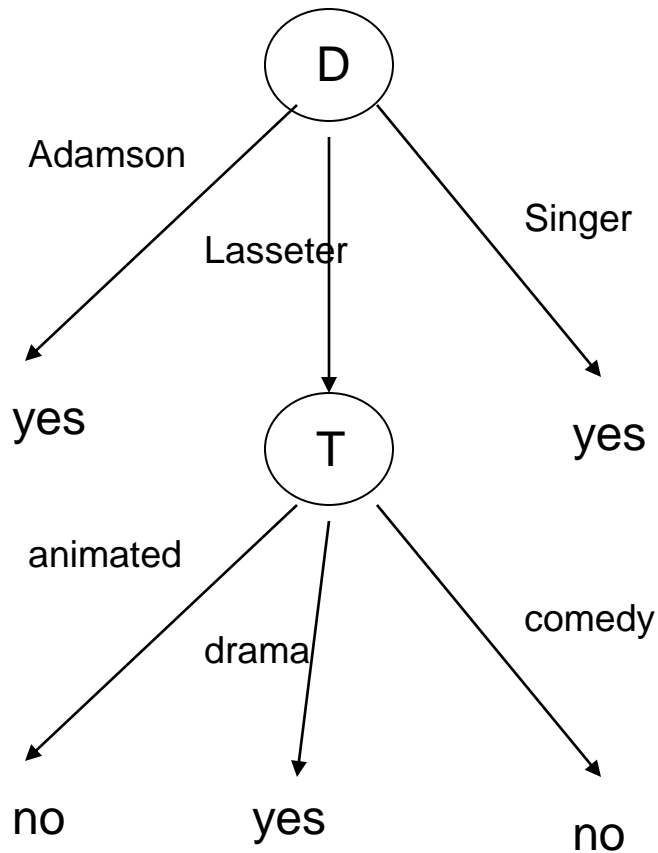 D
Adamson
Singer
Lasseter
yes
yes
T
animated
comedy
drama
no
yes
no